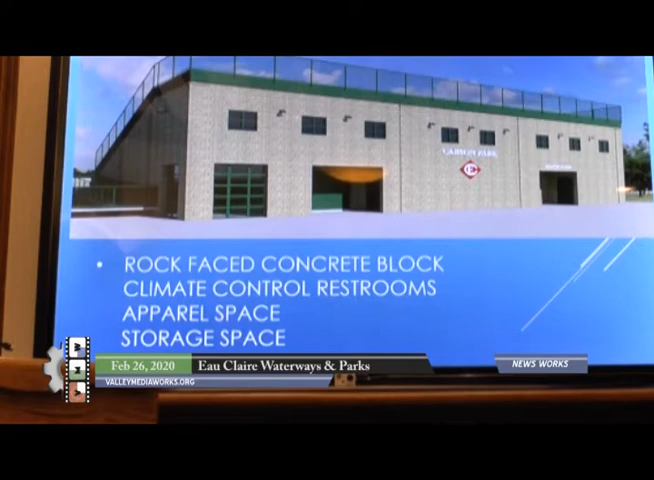 CARSON PARK
E
• ROCK FACED CONCRETE BLOCK
CLIMATE CONTROL RESTROOMS
APPAREL SPACE
STORAGE SPACE
Feb 26, 2020 Eau Claire Waterways & Parks
NEWS WORKS
VALLEYMEDIAWORKS.ORG